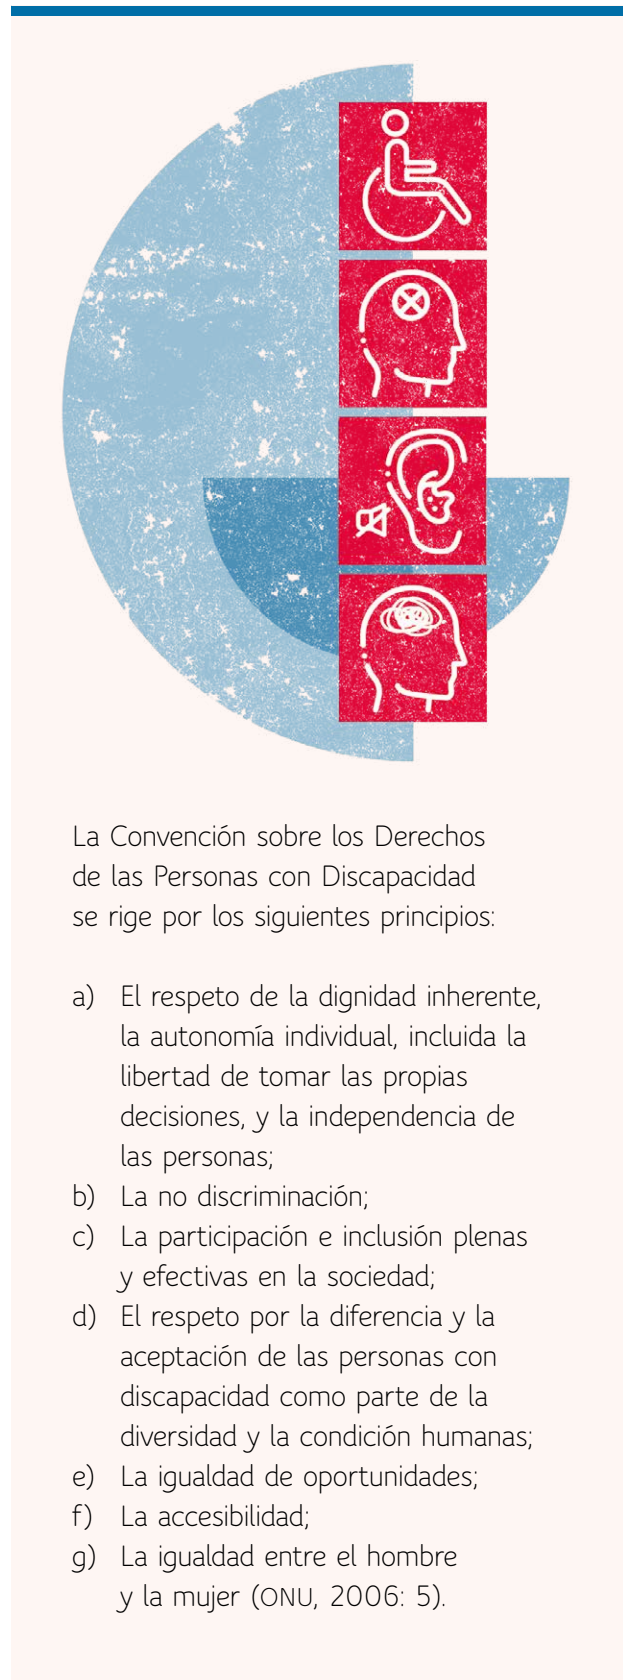 La Convención sobre los Derechos
de las Personas con Discapacidad
se rige por los siguientes principios:
a) El respeto de la dignidad inherente,
la autonomía individual, incluida la
libertad de tomar las propias
decisiones, y la independencia de
las personas;
b) La no discriminación;
c) La participación e inclusión plenas
y efectivas en la sociedad;
d) El respeto por la diferencia y la
aceptación de las personas con
discapacidad como parte de la
diversidad y la condición humanas;
e) La igualdad de oportunidades;
f) La accesibilidad;
g) La igualdad entre el hombre
y la mujer (ONU, 2006: 5).